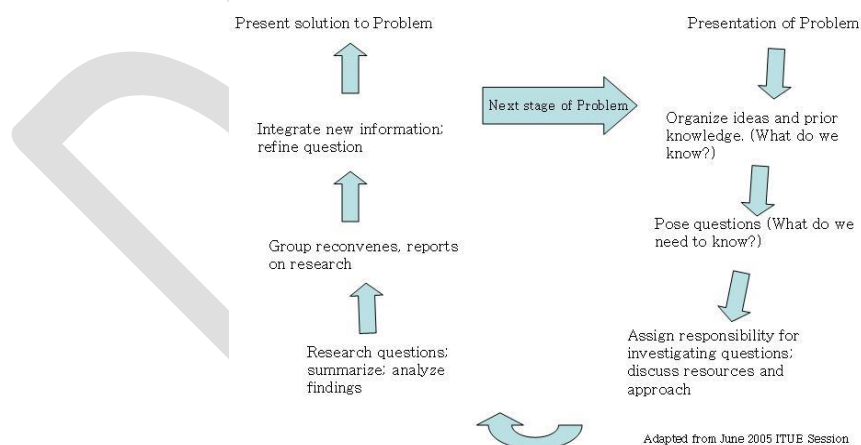 Present solution to Problem
Presentation of Problem
Next stage of Problem
Organize ideas and prior
knowledge. (What do we
know?)
Integrate new information;
refine question
Pose questions (What do we
need to know?)
Group reconvenes, reports
on research
Assign responsibility for
investigating questions;
discuss resources and
approach
Research questions;
summarize; analyze
findings
Adapted from June 2005 ITUE Session